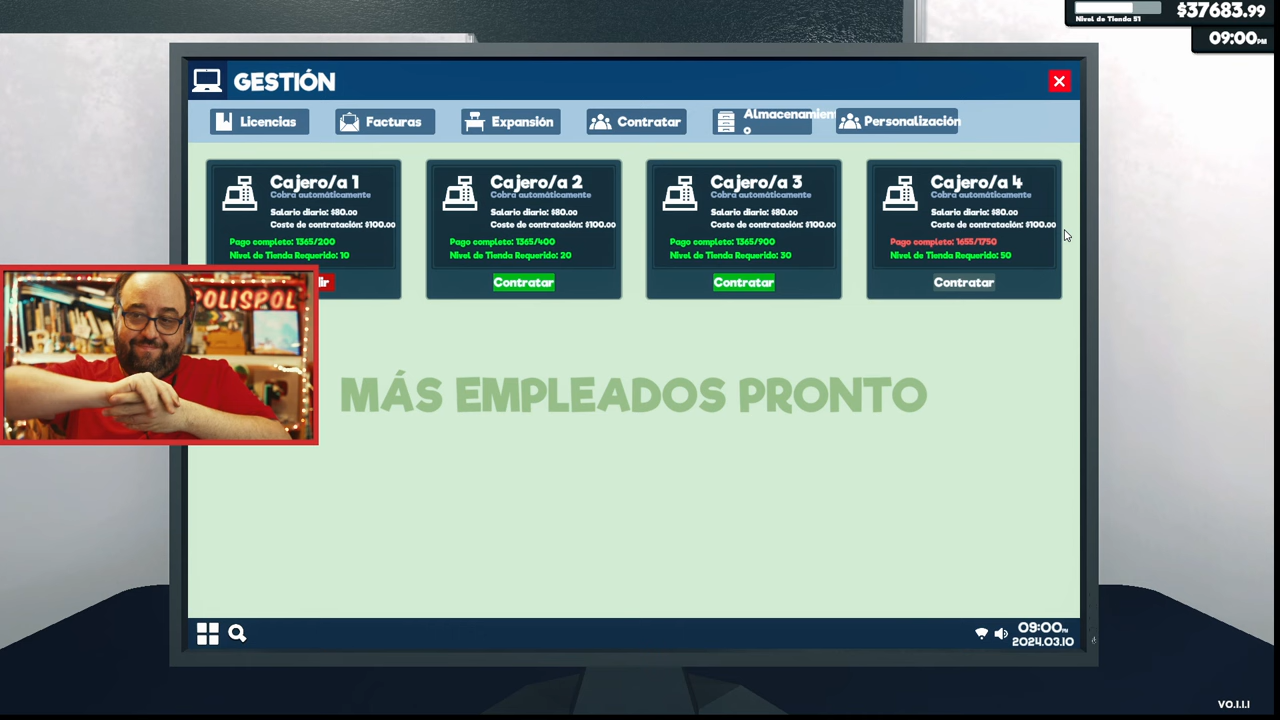 $37683.99
Nivel de Tienda 51
09:00PM
GESTIÓN
Licencias
Facturas
Expansión
Contratar
Almacenamient
o
Personalización
Cajero/a 1
Cobra automáticamente
Salario diario: $80.00
Coste de contratación: $100.00
Pago completo: 1365/200
Nivel de Tienda Requerido: 10
ir
Cajero/a 2
Cobra automáticamente
Salario diario: $80.00
Coste de contratación: $100.00
Pago completo: 1365/400
Nivel de Tienda Requerido: 20
Contratar
Cajero/a 3
Cobra automáticamente
Salario diario: $80.00
Coste de contratación: $100.00
Pago completo: 1365/900
Nivel de Tienda Requerido: 30
Contratar
Cajero/a 4
Cobra automáticamente
Salario diario: $80.00
Coste de contratación: $100.00
Pago completo: 1655/1750
Nivel de Tienda Requerido: 50
Contratar
POLISPOL
MÁS EMPLEADOS PRONTO
09:00PM
2024.03.10
V0.1.1.1